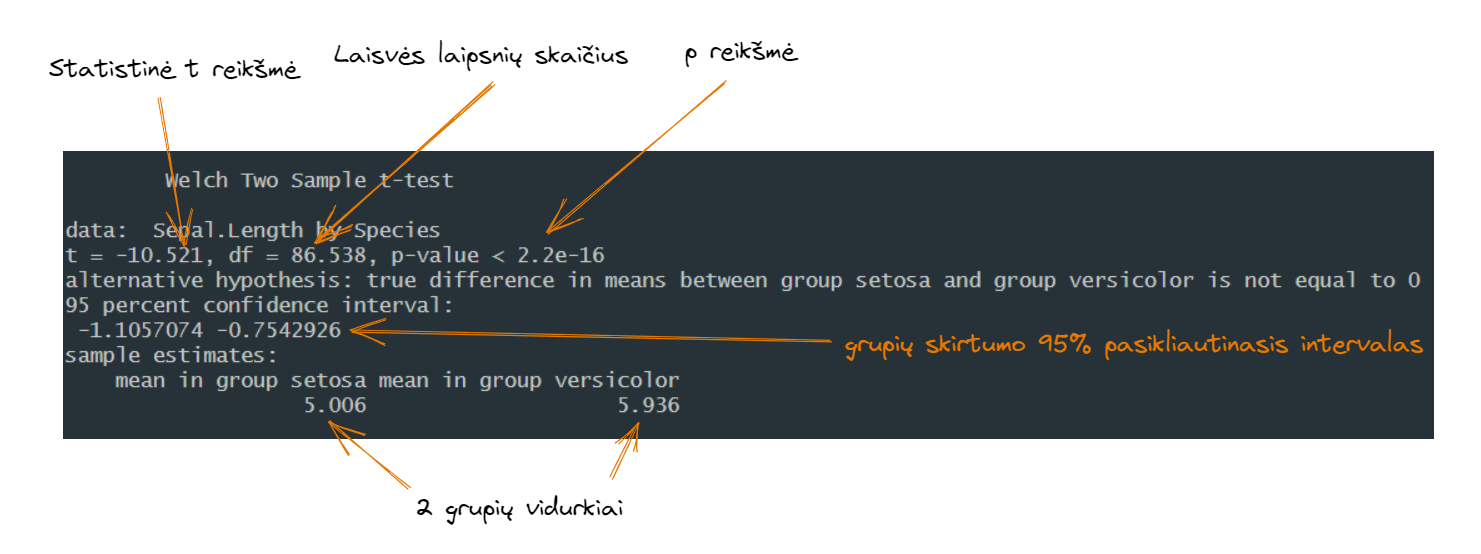 Statistinė t reikšmė
Laisvės laipsnių skaičius
p reikšmė
Welch Two Sample t-test
data: Sepal.Length by Species
t = -10.521, df = 86.538, p-value < 2.2e-16
alternative hypothesis: true difference in means between group setosa and group versicolor is not equal to 0
95 percent confidence interval:
-1.1057074 -0.7542926
grupių skirtumo 95% pasikliautinasis intervalas
sample estimates:
mean in group setosa mean in group versicolor
5.006 5.936
2 grupių vidurkiai